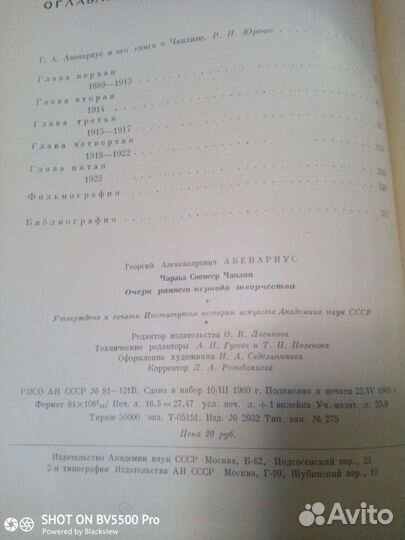 ОГЛАВЛ
Г. А. Авенариус и его книга о Чаплине. Р. Н. Юренев
Глава первая
1889—1913
Глава вторая
1914
Глава третья
1915—1917
Глава четвертая
1918—1922
Глава пятая
1923
Фильмография
Библиография
Георгий Александрович АВЕНАРИУС
Чарльз Спенсер Чаплин
Очерк раннего периода творчества
*
Утверждено к печати Институтом истории искусств Академии наук СССР
*
Редактор издательства О. К. Логинова
Технические редакторы А. П. Гусева и Т. П. Поленова
Оформление художника Н. А. Седельникова
Корректор Л. А. Розыбакиева
РИСО АН СССР № 81—121В. Сдано в набор 10/III 1960 г. Подписано к печати 22/IV 1960 г.
Формат 84×108 Печ. л. 16,5=27,47 усл. печ. л. +1 вклейка Уч.-издат. л. 23,8
Тираж 50000 экз. Т-05151. Изд. № 2932 Тип. зак. № 275
Цена 20 руб.
Издательство Академии наук СССР Москва, Б-62, Подсосенский пер., 21
2-я типография Издательства АН СССР Москва, Г-99, Шубинский пер., 10
SHOT ON BV5500 Pro
Powered by Blackview
Avito